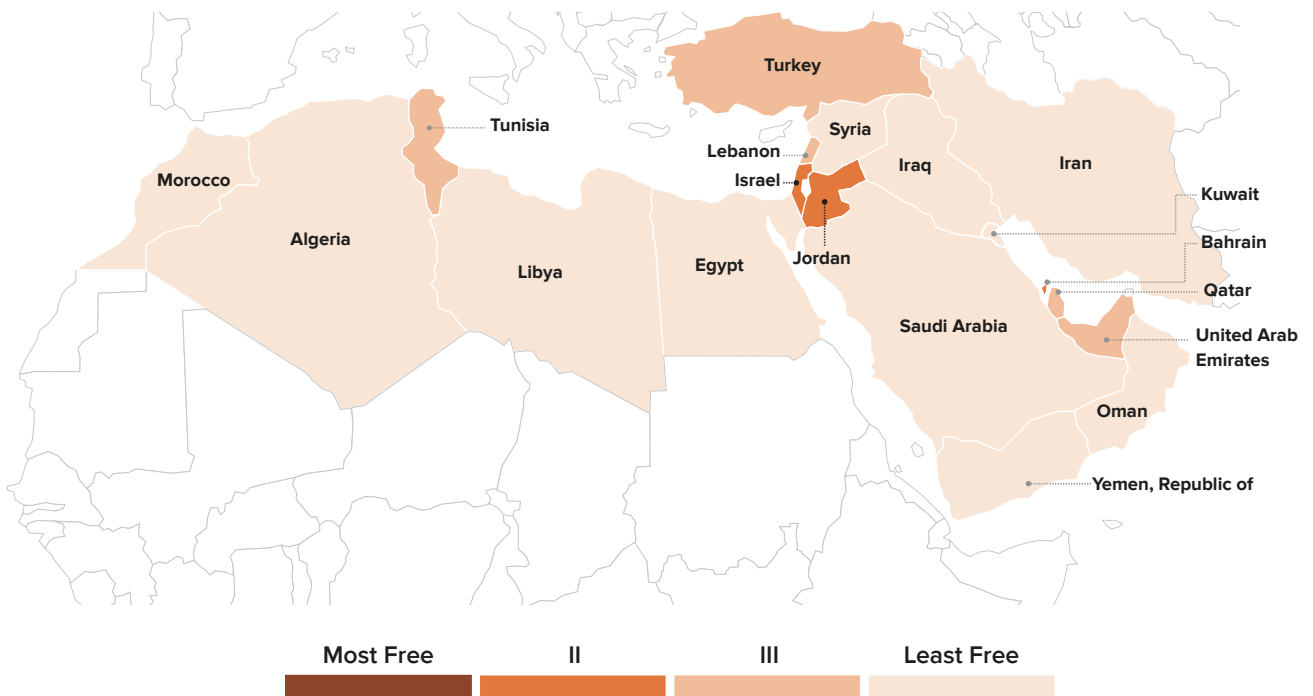 Turkey
Tunisia
Syria
Lebanon
Iraq
Iran
Morocco
Israel
Kuwait
Algeria
Bahrain
Jordan
Libya
Egypt
Qatar
Saudi Arabia
United Arab
Emirates
Oman
Yemen, Republic of
Most Free
II
III
Least Free